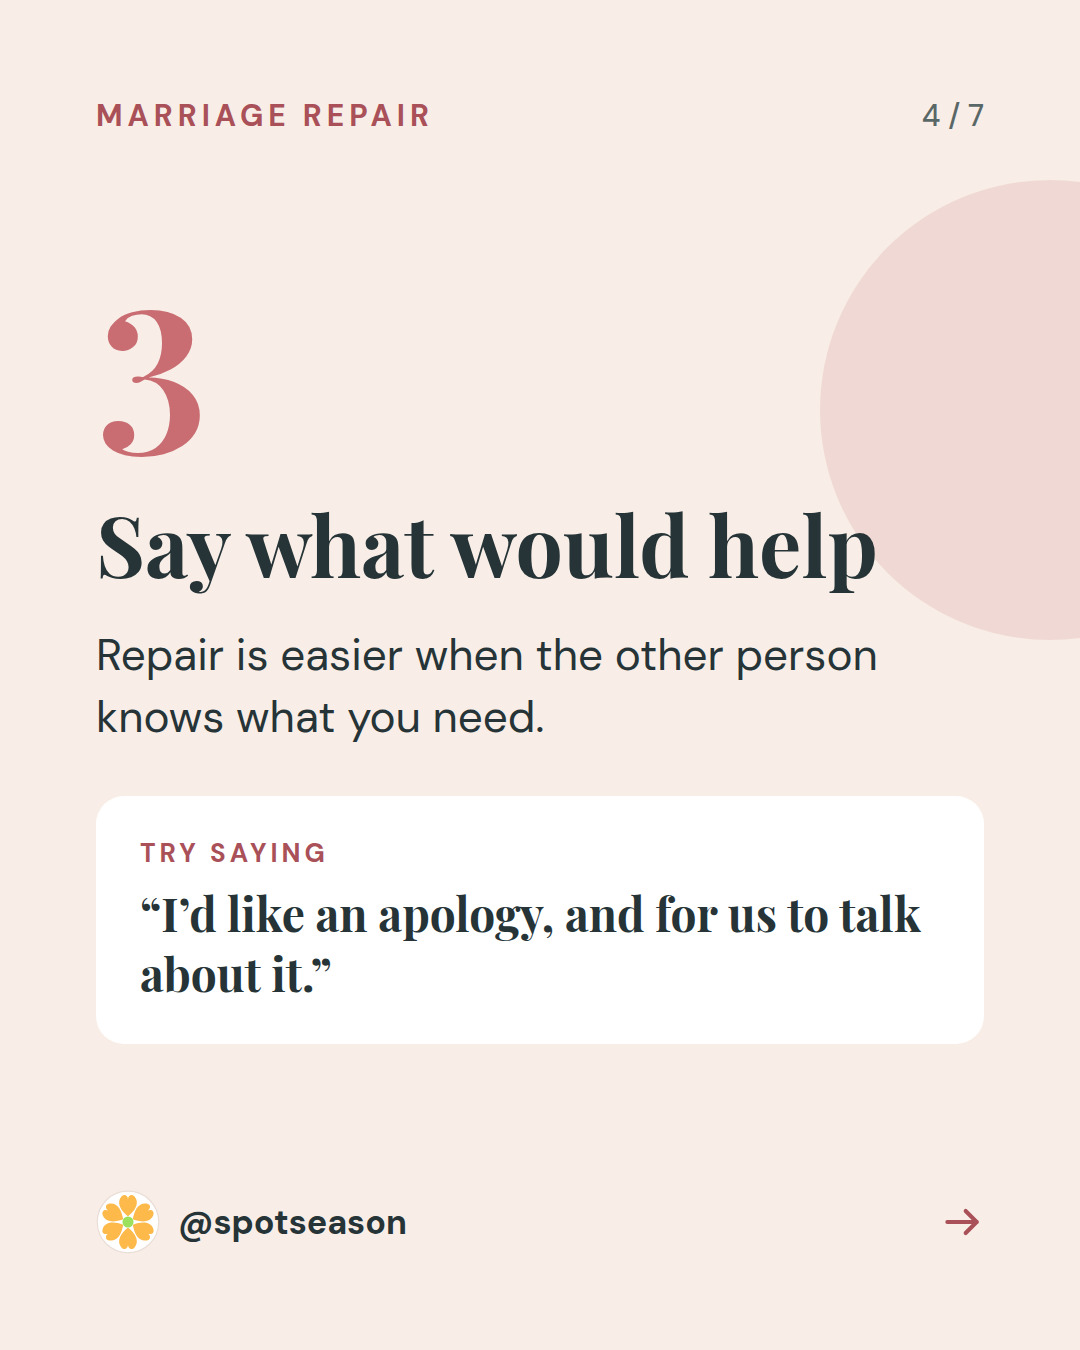 MARRIAGE REPAIR
4 / 7
3
Say what would help
Repair is easier when the other person
knows what you need.
TRY SAYING
“I’d like an apology, and for us to talk
about it.”
@spotseason